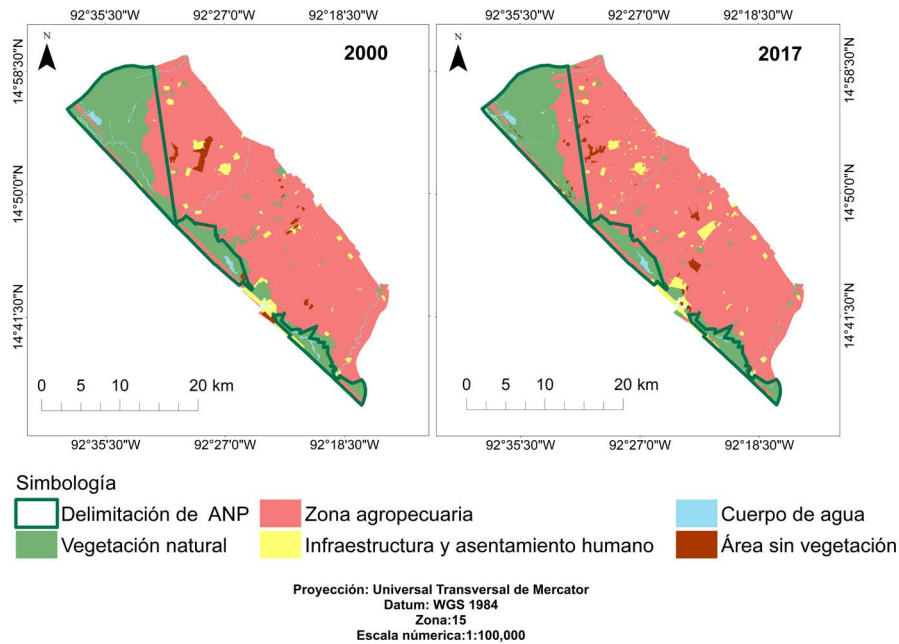 92°35'30"W 92°27'0"W 92°18'30"W 92°35'30"W 92°27'0"W 92°18'30"W
N 2000 N 2017
14°58'30"N 14°58'30"N
14°50'0"N 14°50'0"N
14°41'30"N 14°41'30"N
0 5 10 20 km 0 5 10 20 km
92°35'30"W 92°27'0"W 92°18'30"W 92°35'30"W 92°27'0"W 92°18'30"W
Simbología
Delimitación de ANP Zona agropecuaria Cuerpo de agua
Vegetación natural Infraestructura y asentamiento humano Área sin vegetación
Proyección: Universal Transversal de Mercator
Datum: WGS 1984
Zona:15
Escala númerica:1:100,000